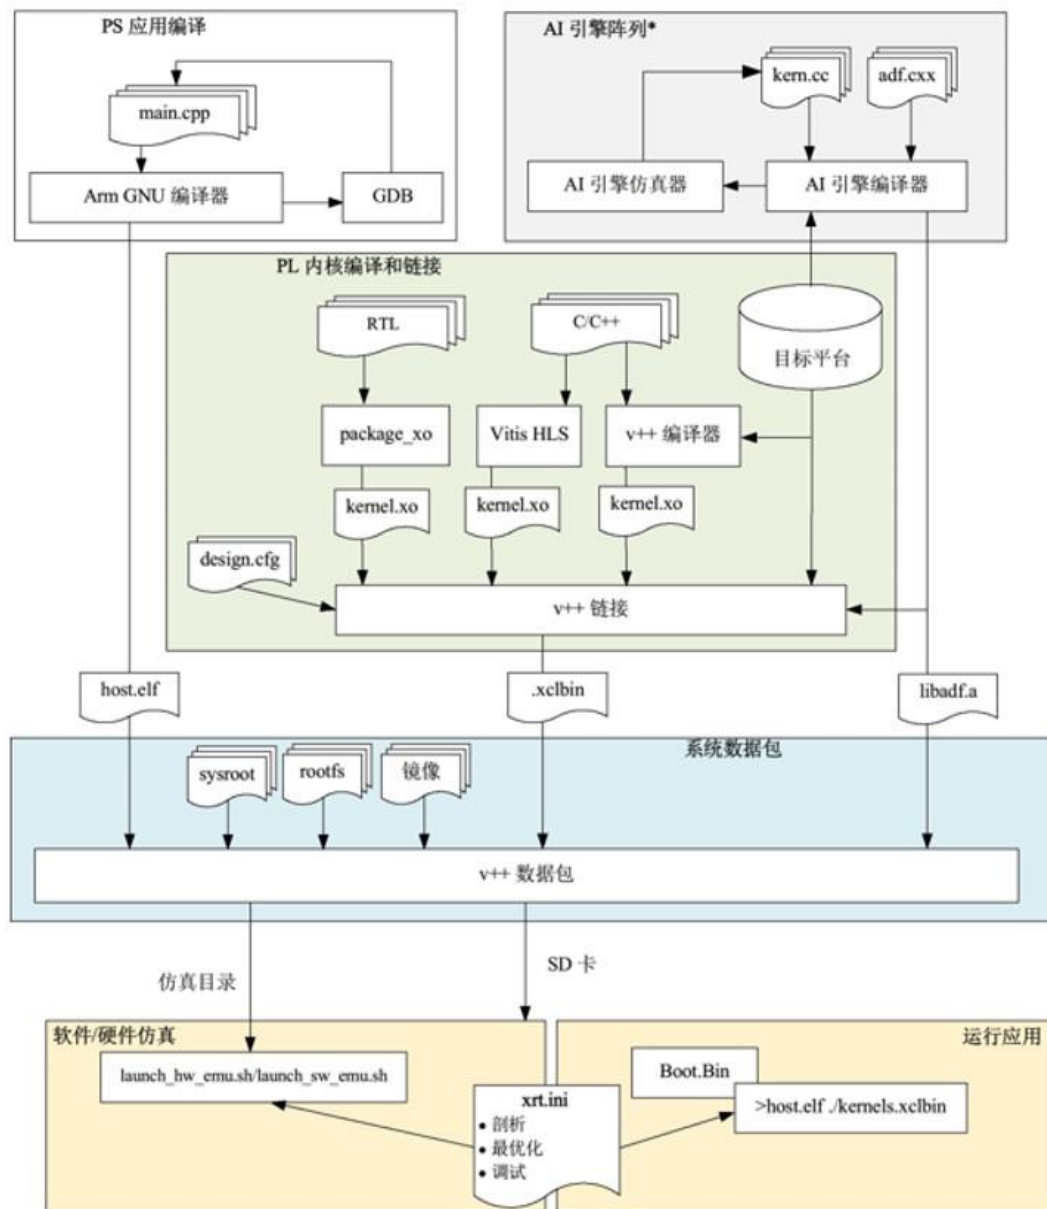 PS 应用编译
main.cpp
Arm GNU 编译器
GDB
AI 引擎阵列*
kern.cc
adf.cxx
AI 引擎仿真器
AI 引擎编译器
PL 内核编译和链接
RTL
C/C++
目标平台
package_xo
Vitis HLS
v++ 编译器
kernel.xo
kernel.xo
kernel.xo
design.cfg
v++ 链接
host.elf
.xclbin
libadf.a
系统数据包
sysroot
rootfs
镜像
v++ 数据包
仿真目录
SD 卡
软件/硬件仿真
launch_hw_emu.sh/launch_sw_emu.sh
xrt.ini
• 剖析
• 最优化
• 调试
运行应用
Boot.Bin
>host.elf ./kernels.xclbin